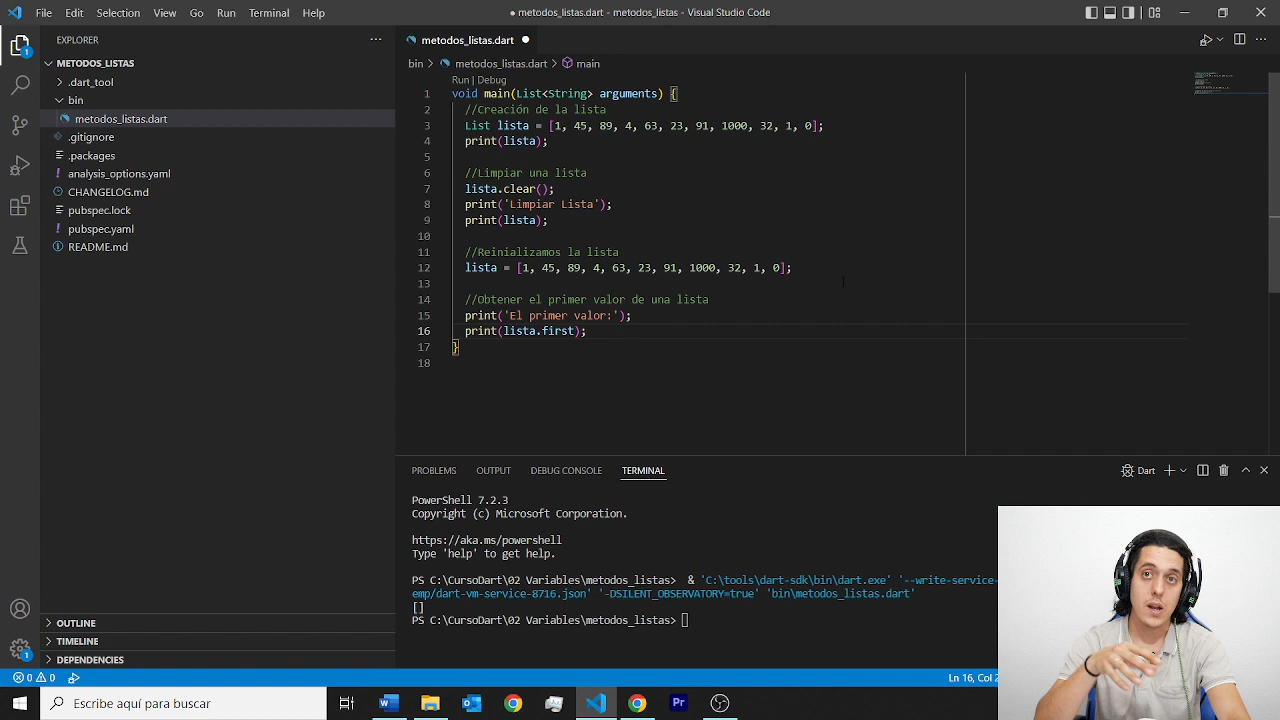 File Edit Selection View Go Run Terminal Help
● metodos_listas.dart - metodos_listas - Visual Studio Code
EXPLORER
METODOS_LISTAS
.dart_tool
bin
metodos_listas.dart
.gitignore
.packages
! analysis_options.yaml
CHANGELOG.md
pubspec.lock
! pubspec.yaml
README.md
OUTLINE
TIMELINE
DEPENDENCIES
metodos_listas.dart ●
bin > metodos_listas.dart > main
Run | Debug
1 void main(List<String> arguments) {
2 //Creación de la lista
3 List lista = [1, 45, 89, 4, 63, 23, 91, 1000, 32, 1, 0];
4 print(lista);
5
6 //Limpiar una lista
7 lista.clear();
8 print('Limpiar Lista');
9 print(lista);
10
11 //Reinializamos la lista
12 lista = [1, 45, 89, 4, 63, 23, 91, 1000, 32, 1, 0];
13
14 //Obtener el primer valor de una lista
15 print('El primer valor:');
16 print(lista.first);
17 }
18
PROBLEMS OUTPUT DEBUG CONSOLE TERMINAL
Dart
PowerShell 7.2.3
Copyright (c) Microsoft Corporation.
https://aka.ms/powershell
Type 'help' to get help.
PS C:\CursoDart\02 Variables\metodos_listas> & 'C:\tools\dart-sdk\bin\dart.exe' '--write-service-
emp/dart-vm-service-8716.json' '-DSILENT_OBSERVATORY=true' 'bin\metodos_listas.dart'
[]
PS C:\CursoDart\02 Variables\metodos_listas>
0 0
Ln 16,
Escribe aquí para buscar